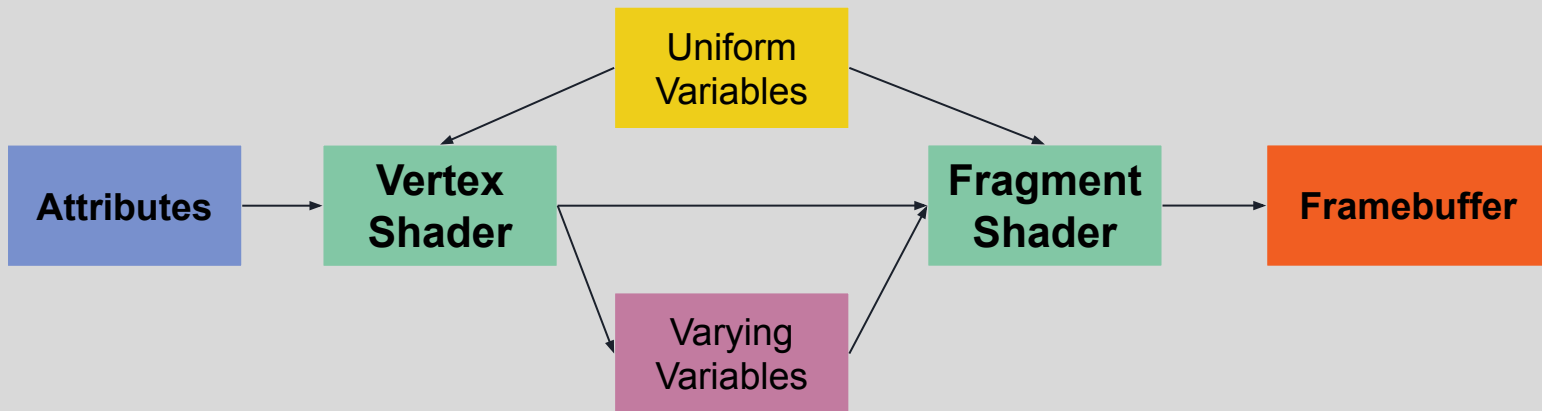 Uniform
Variables
Attributes
Vertex
Shader
Fragment
Shader
Framebuffer
Varying
Variables